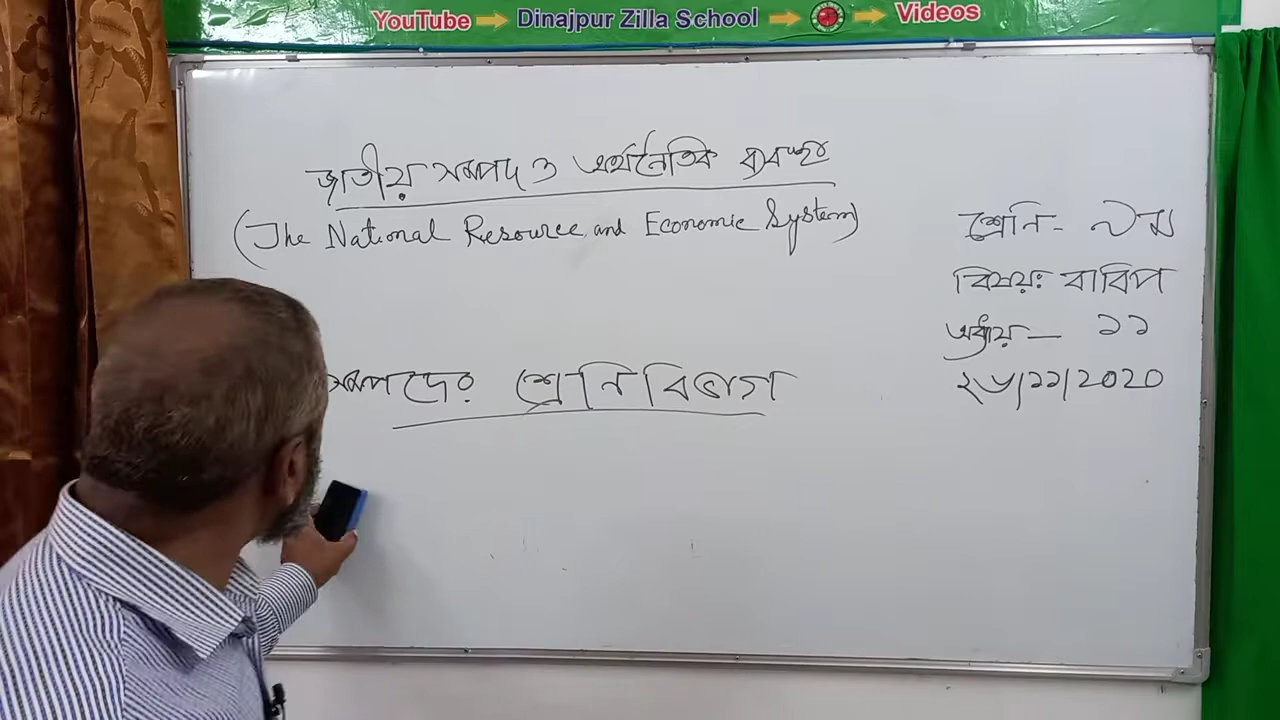 YouTube Dinajpur Zilla School Videos
জাতীয় সম্পদ ও অর্থনৈতিক ব্যবস্থা
(The National Resource and Economic System)
শ্রেনি - ৯ম
বিষয়ঃ বাবিপ
অধ্যায় — ১১
২৬/১১/2020
সম্পদের শ্রেনিবিভাগ